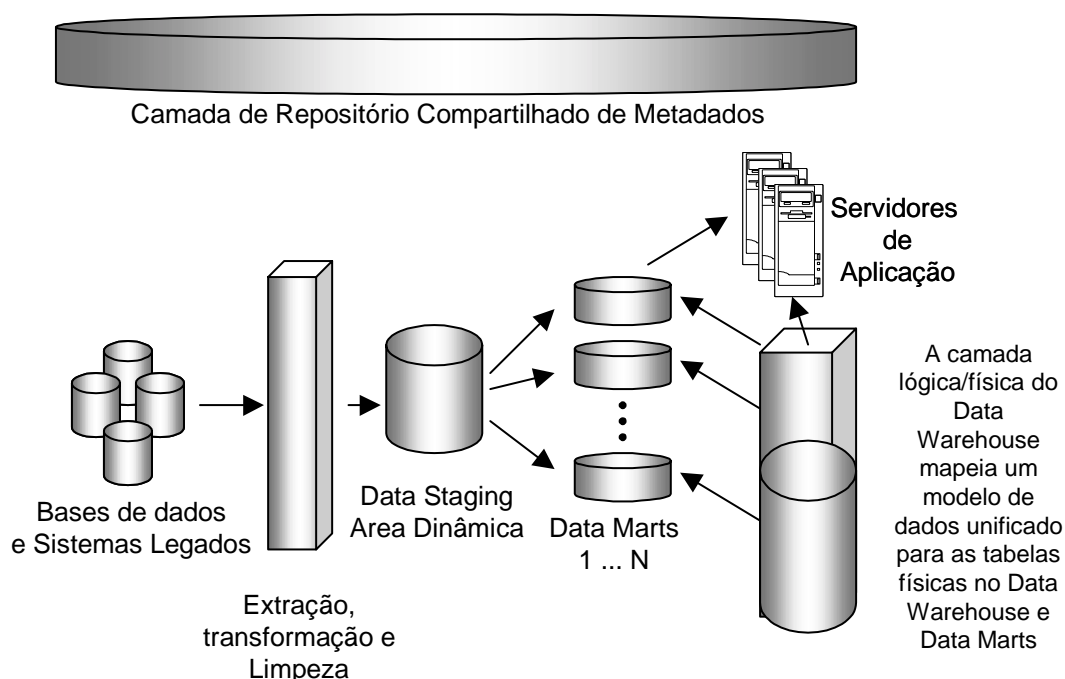 Camada de Repositório Compartilhado de Metadados
Servidores
de
Aplicação
Bases de dados
e Sistemas Legados
Extração,
transformação e
Limpeza
Data Staging
Area Dinâmica
Data Marts
1 ... N
A camada
lógica/física do
Data
Warehouse
mapeia um
modelo de
dados unificado
para as tabelas
físicas no Data
Warehouse e
Data Marts